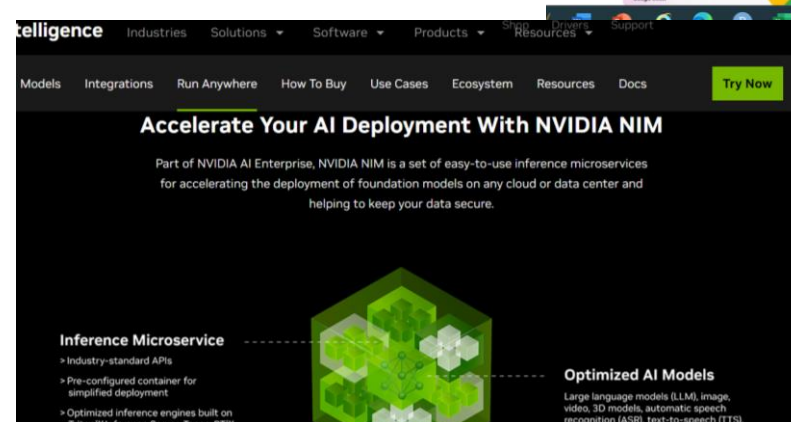 telligence Industries Solutions Software Products Resources
Shop Drivers Support
Models Integrations Run Anywhere How To Buy Use Cases Ecosystem Resources Docs Try Now
Accelerate Your AI Deployment With NVIDIA NIM
Part of NVIDIA AI Enterprise, NVIDIA NIM is a set of easy-to-use inference microservices
for accelerating the deployment of foundation models on any cloud or data center and
helping to keep your data secure.
Inference Microservice
> Industry-standard APIs
> Pre-configured container for
simplified deployment
> Optimized inference engines built on
Optimized AI Models
Large language models (LLM), image,
video, 3D models, automatic speech
recognition (ASR), text-to-speech (TTS)